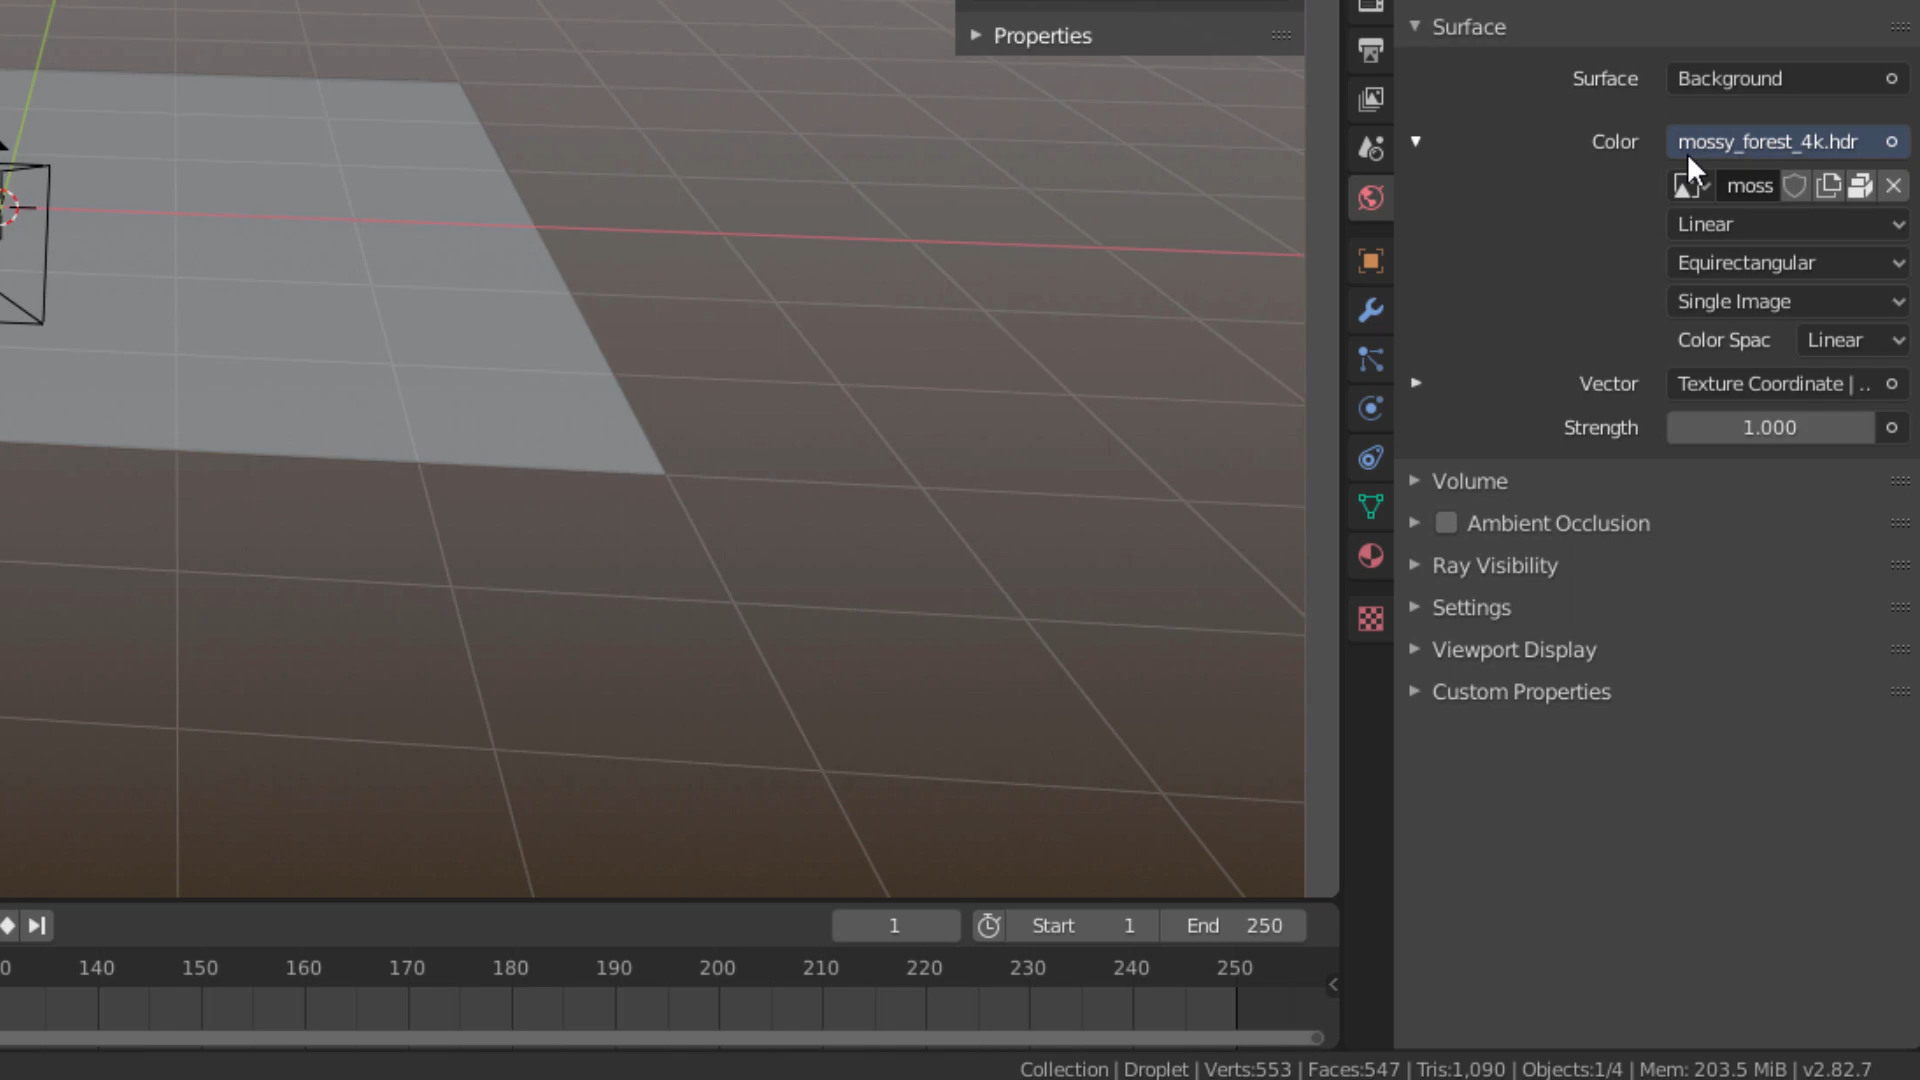 Properties
Surface
Surface Background
Color mossy_forest_4k.hdr
moss
Linear
Equirectangular
Single Image
Color Spac Linear
Vector Texture Coordinate | ..
Strength 1.000
Volume
Ambient Occlusion
Ray Visibility
Settings
Viewport Display
Custom Properties
1 Start 1 End 250
0 140 150 160 170 180 190 200 210 220 230 240 250
Collection | Droplet | Verts:553 | Faces:547 | Tris:1,090 | Objects:1/4 | Mem: 203.5 MiB | v2.82.7